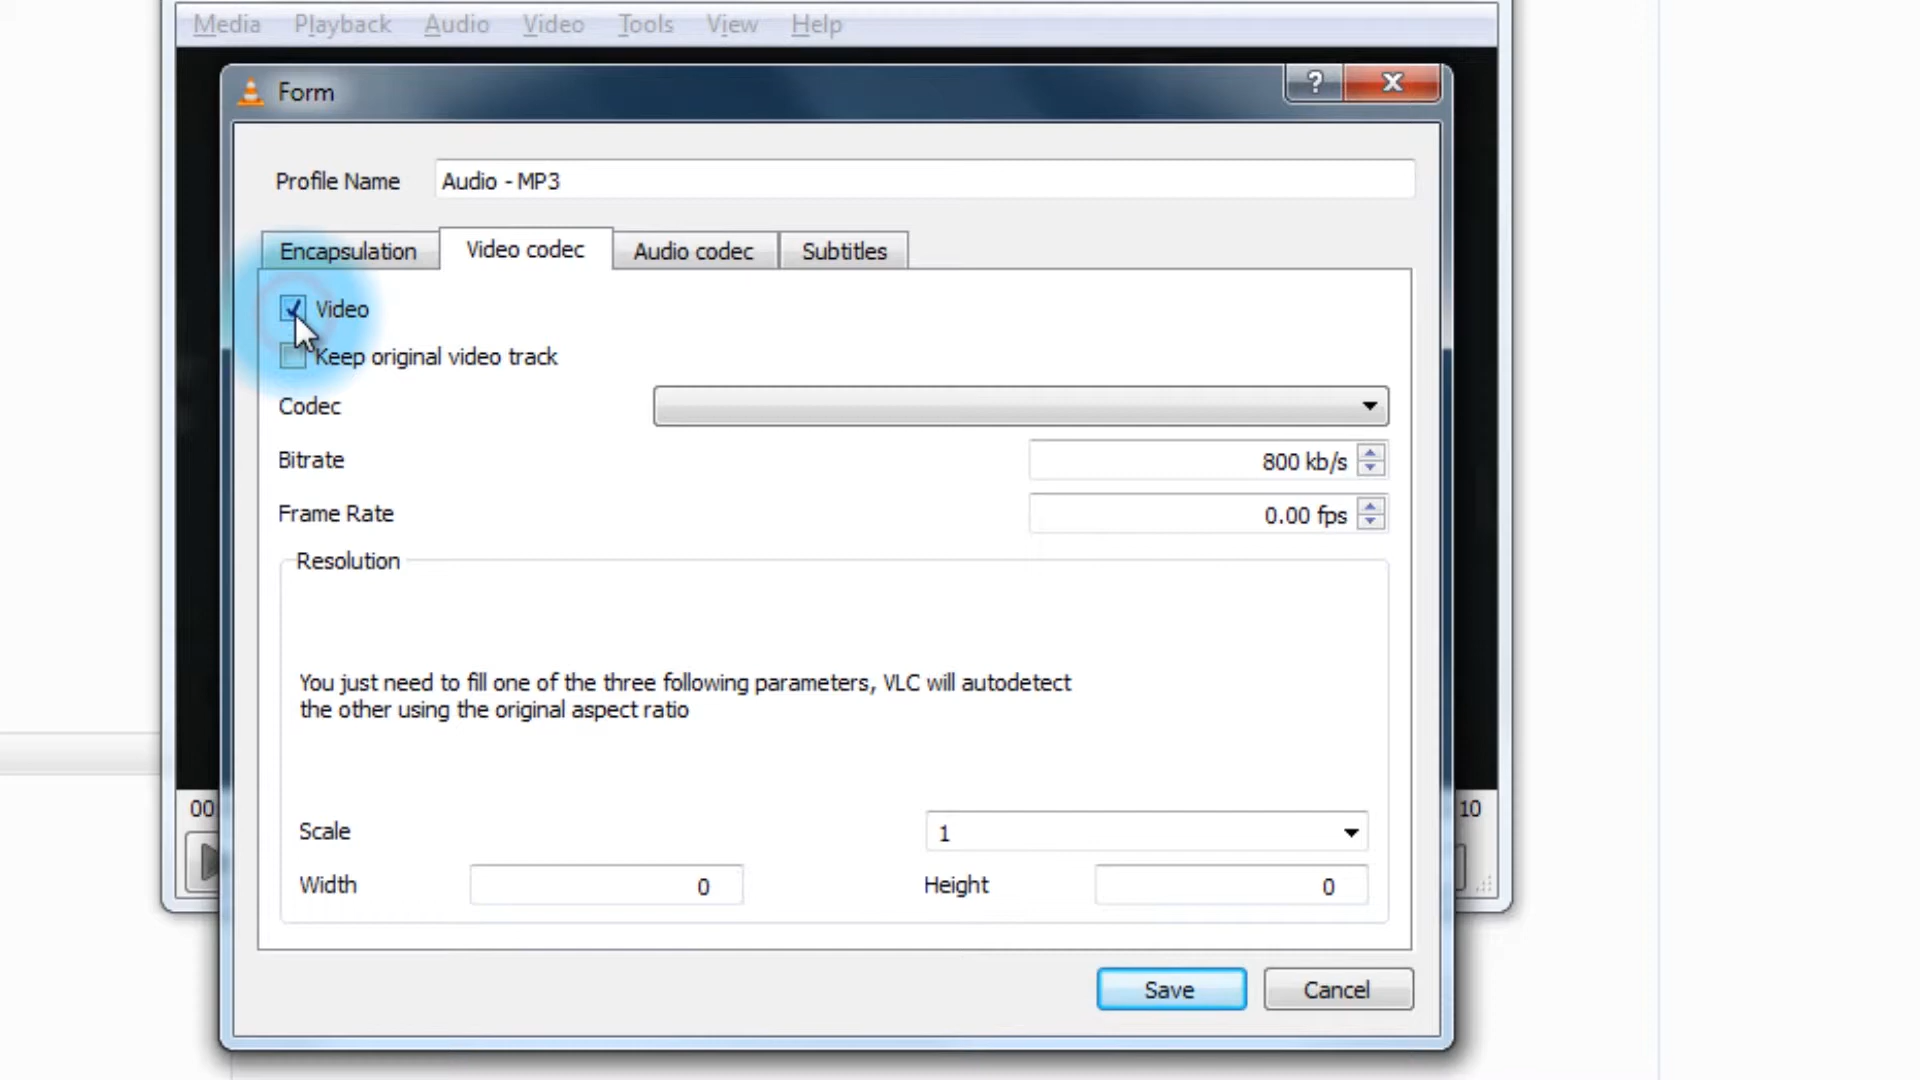 Media Playback Audio Video Tools View Help
Form
?
Profile Name Audio - MP3
Encapsulation Video codec Audio codec Subtitles
Video
Keep original video track
Codec
Bitrate 800 kb/s
Frame Rate 0.00 fps
Resolution
You just need to fill one of the three following parameters, VLC will autodetect
the other using the original aspect ratio
00 10
Scale 1
Width 0 Height 0
Save Cancel